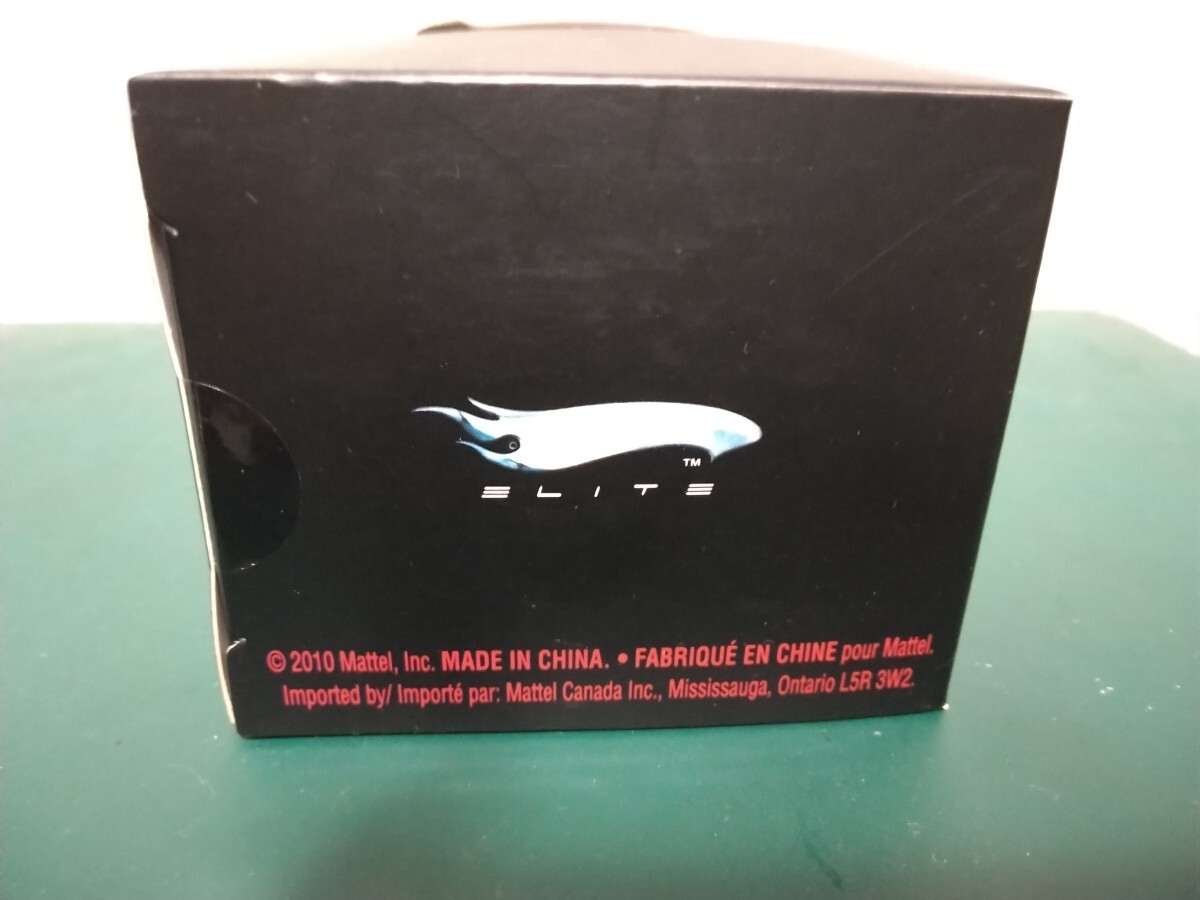 TM
ELITE
© 2010 Mattel, Inc. MADE IN CHINA. • FABRIQUÉ EN CHINE pour Mattel.
Imported by/ Importé par: Mattel Canada Inc., Mississauga, Ontario L5R 3W2.